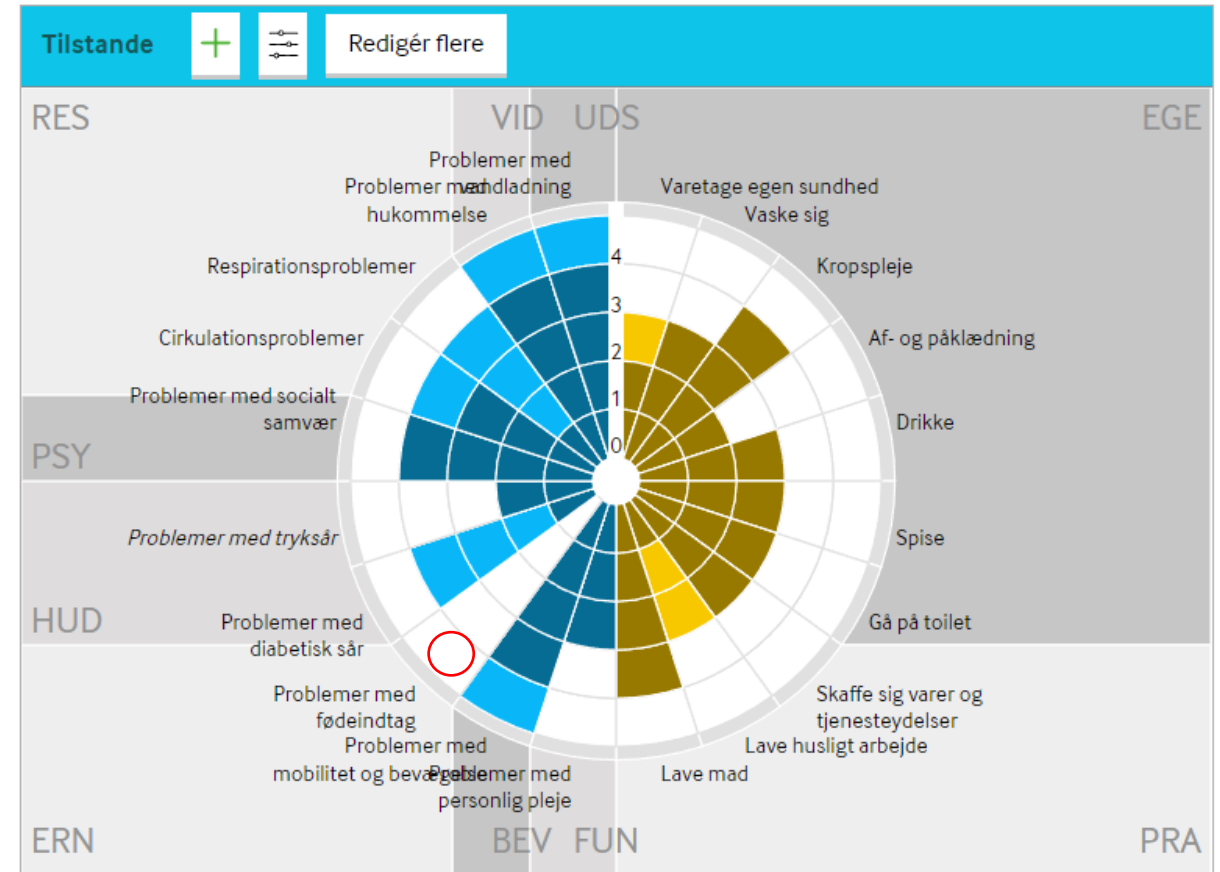 Tilstande
Redigér flere
RES
VID
UDS
EGE
Problemer med
vandladning
Problemer med
hukommelse
Respirationsproblemer
Cirkulationsproblemer
Problemer med socialt
samvær
PSY
Problemer med tryksår
HUD
Problemer med
diabetisk sår
Problemer med
fødeindtag
Problemer med
mobilitet og bevægelse
Problemer med
personlig pleje
ERN
BEV
FUN
PRA
Varetage egen sundhed
Vaske sig
Kropspleje
Af- og påklædning
Drikke
Spise
Gå på toilet
Skaffe sig varer og
tjenesteydelser
Lave husligt arbejde
Lave mad
4
3
2
1
0